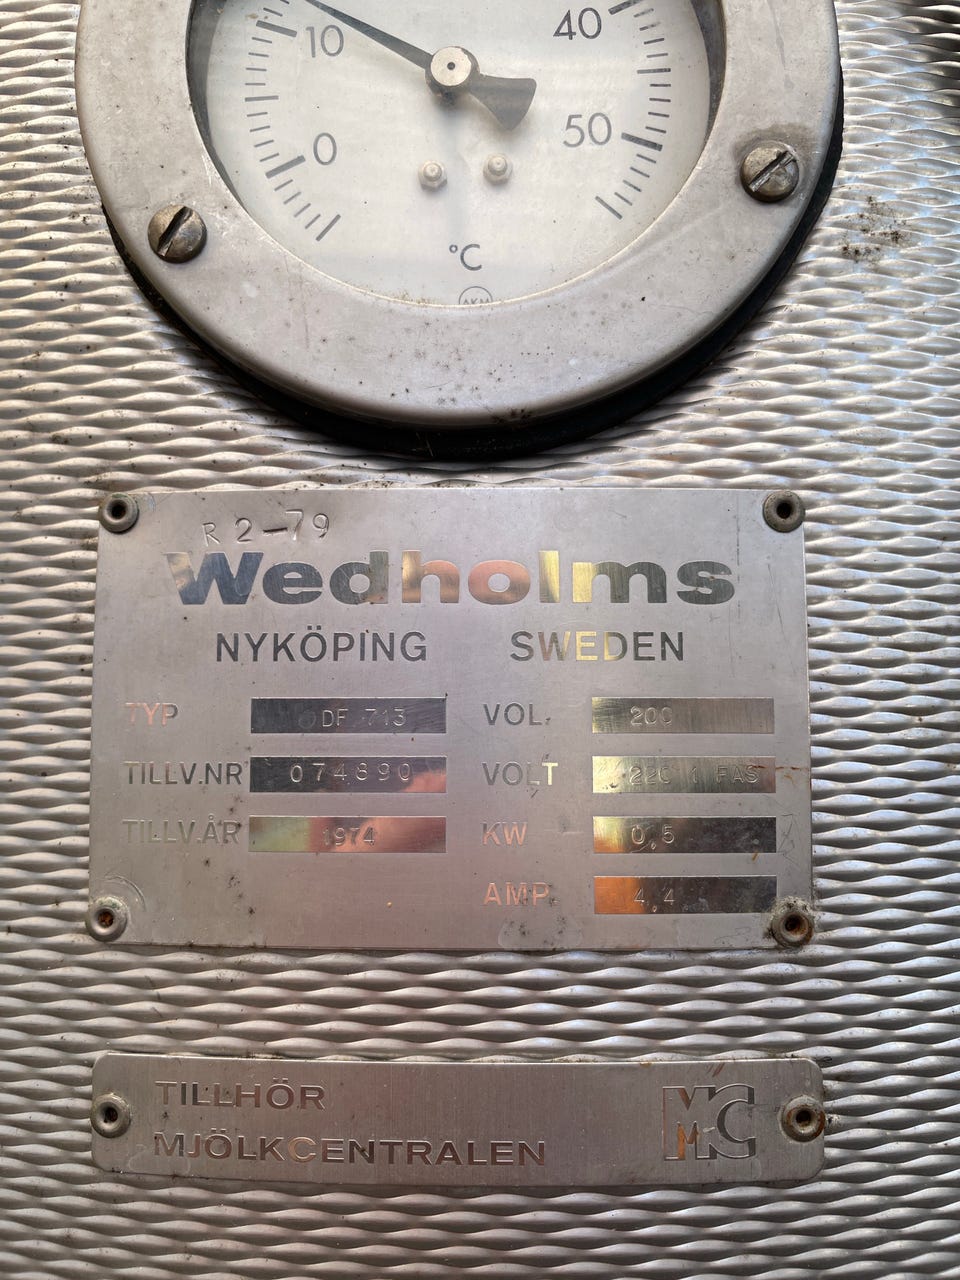 10
40
0
50
°C
AKM
R 2-79
Wedholms
NYKÖPING SWEDEN
TYP DF 713 VOL. 200
TILLV.NR 074890 VOLT 220 1 FAS
TILLV.ÅR 1974 KW 0,5
AMP. 4,4
TILLHÖR
MJÖLKCENTRALEN
MC